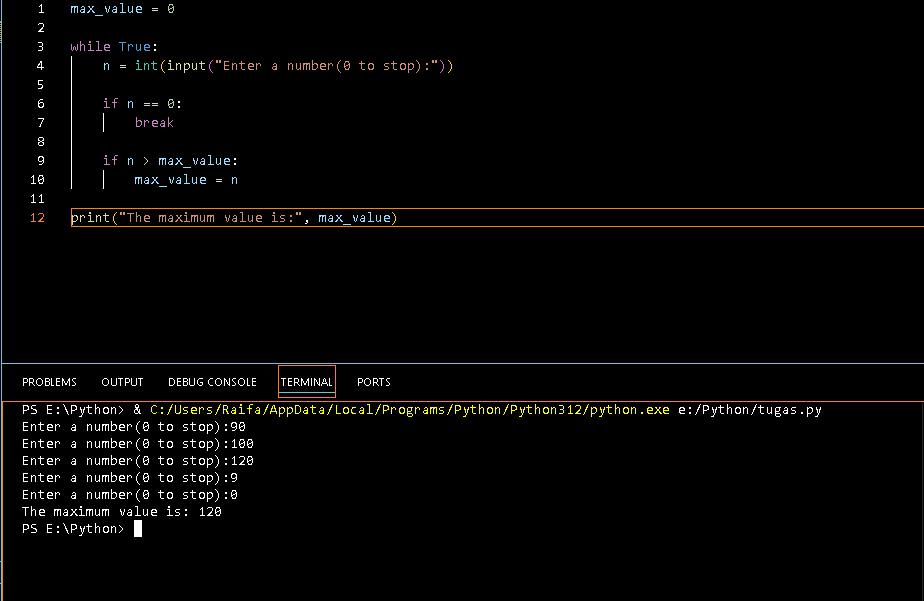 1 max_value = 0
2
3 while True:
4 n = int(input("Enter a number(0 to stop):"))
5
6 if n == 0:
7 break
8
9 if n > max_value:
10 max_value = n
11
12 print("The maximum value is:", max_value)
PROBLEMS OUTPUT DEBUG CONSOLE TERMINAL PORTS
PS E:\Python> & C:/Users/Raifa/AppData/Local/Programs/Python/Python312/python.exe e:/Python/tugas.py
Enter a number(0 to stop):90
Enter a number(0 to stop):100
Enter a number(0 to stop):120
Enter a number(0 to stop):9
Enter a number(0 to stop):0
The maximum value is: 120
PS E:\Python>